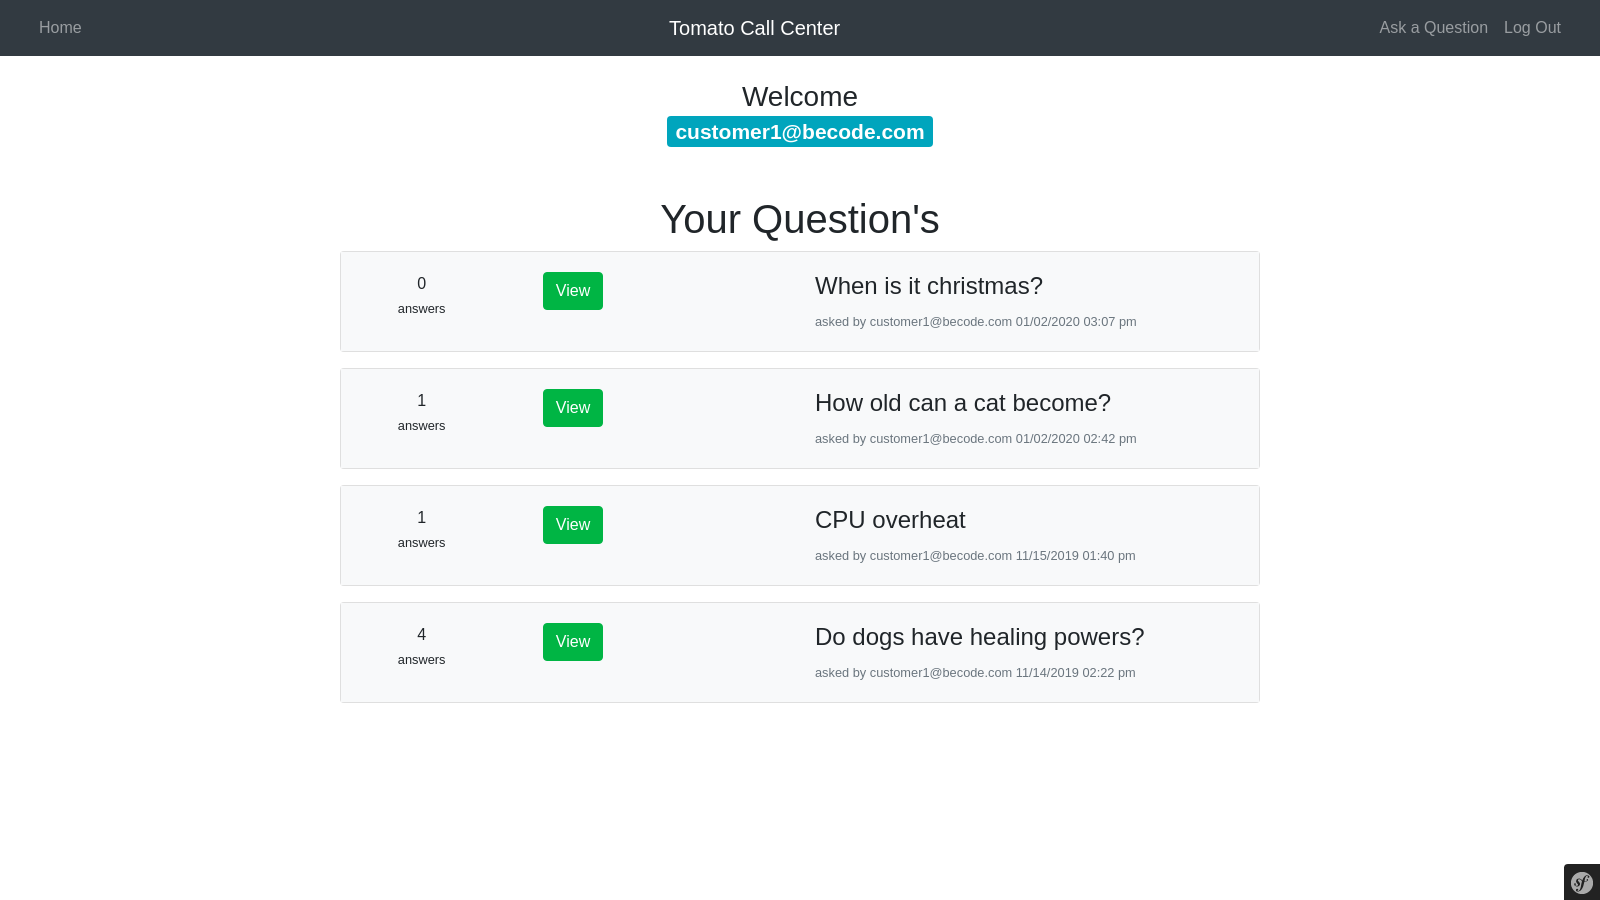 Home
Tomato Call Center
Ask a Question
Log Out
Welcome
customer1@becode.com
Your Question's
0
answers
View
When is it christmas?
asked by customer1@becode.com 01/02/2020 03:07 pm
1
answers
View
How old can a cat become?
asked by customer1@becode.com 01/02/2020 02:42 pm
1
answers
View
CPU overheat
asked by customer1@becode.com 11/15/2019 01:40 pm
4
answers
View
Do dogs have healing powers?
asked by customer1@becode.com 11/14/2019 02:22 pm
sf